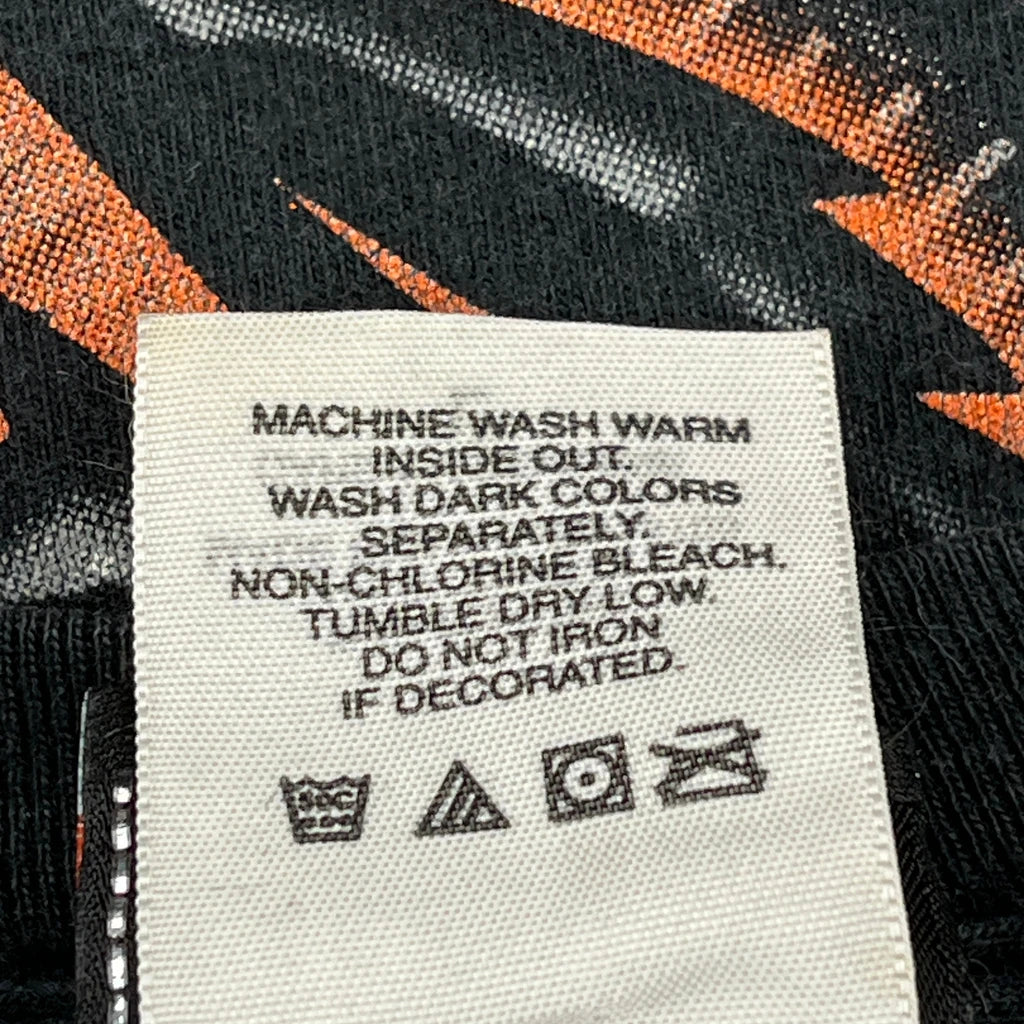 MACHINE WASH WARM
INSIDE OUT.
WASH DARK COLORS
SEPARATELY.
NON-CHLORINE BLEACH.
TUMBLE DRY LOW.
DO NOT IRON
IF DECORATED.